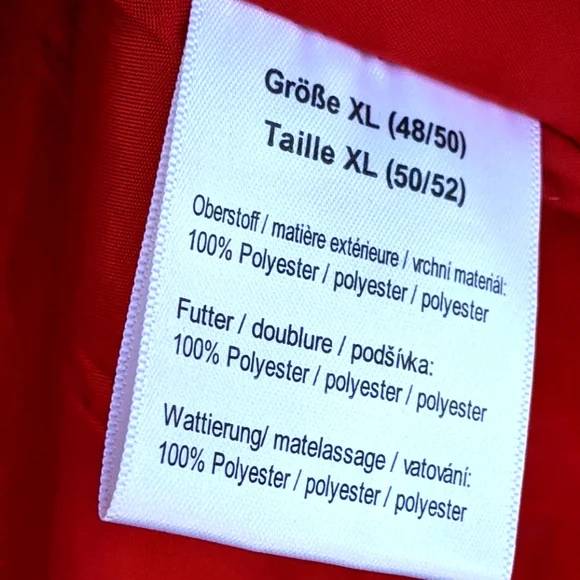 Größe XL (48/50)
Taille XL (50/52)
Oberstoff / matière extérieure / vrchní materiál:
100% Polyester / polyester / polyester
Futter / doublure / podšívka:
100% Polyester / polyester / polyester
Wattierung/ matelassage / vatování:
100% Polyester / polyester / polyester